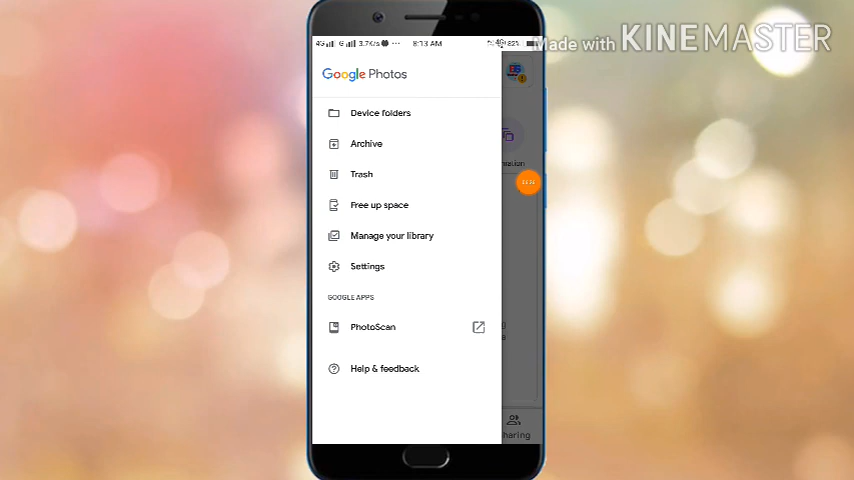 Made with KINEMASTER
8:13 AM
82%
Google Photos
Device folders
Archive
Trash
Free up space
Manage your library
Settings
GOOGLE APPS
PhotoScan
Help & feedback